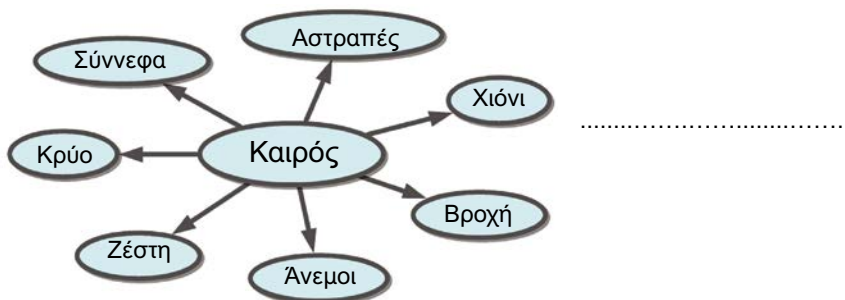 Αστραπές
Σύννεφα
Χιόνι
..............................
Κρύο
Καιρός
Βροχή
Ζέστη
Άνεμοι